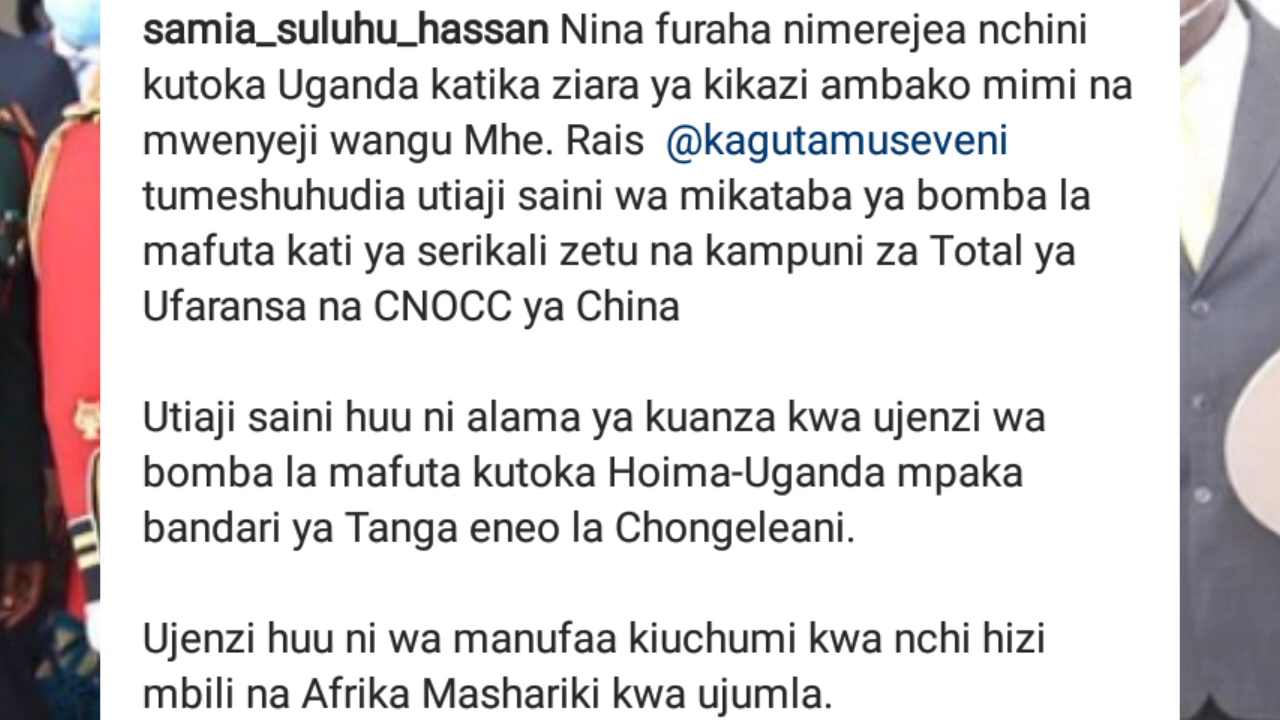 samia_suluhu_hassan Nina furaha nimerejea nchini
kutoka Uganda katika ziara ya kikazi ambako mimi na
mwenyeji wangu Mhe. Rais @kagutamuseveni
tumeshuhudia utiaji saini wa mikataba ya bomba la
mafuta kati ya serikali zetu na kampuni za Total ya
Ufaransa na CNOCC ya China
Utiaji saini huu ni alama ya kuanza kwa ujenzi wa
bomba la mafuta kutoka Hoima-Uganda mpaka
bandari ya Tanga eneo la Chongeleani.
Ujenzi huu ni wa manufaa kiuchumi kwa nchi hizi
mbili na Afrika Mashariki kwa ujumla.